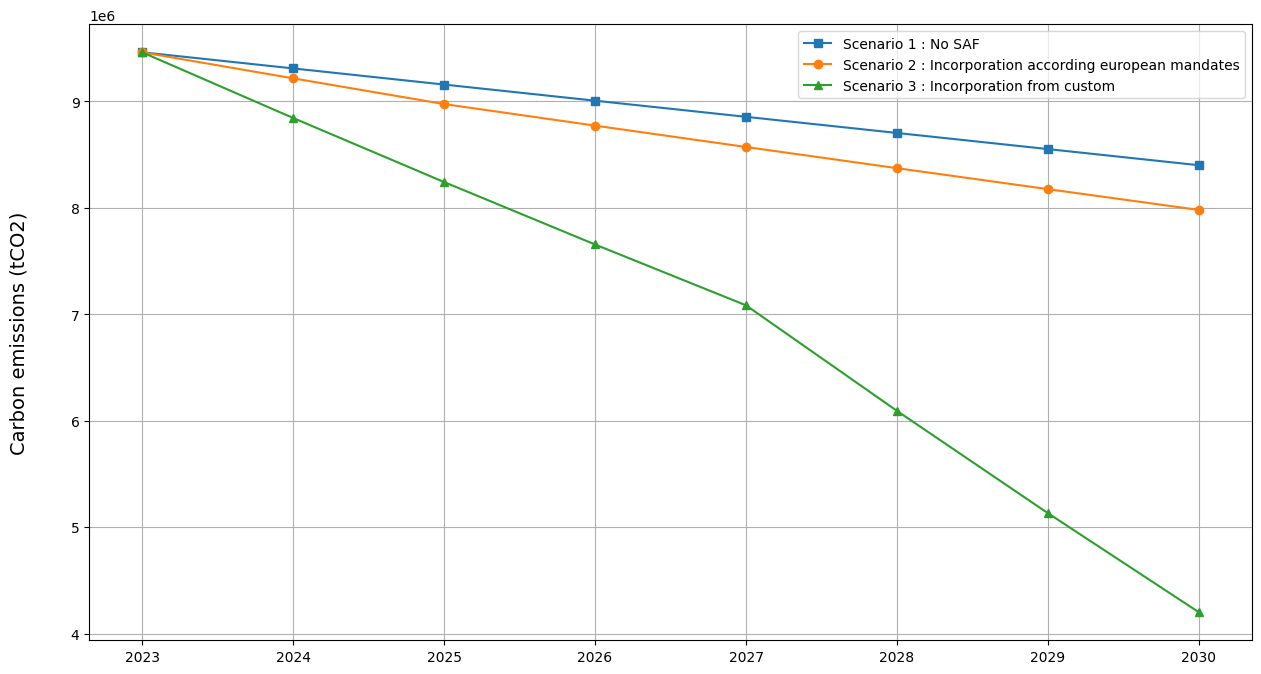 1e6
Scenario 1 : No SAF
Scenario 2 : Incorporation according european mandates
Scenario 3 : Incorporation from custom
9
8
7
6
5
4
Carbon emissions (tCO2)
2023 2024 2025 2026 2027 2028 2029 2030